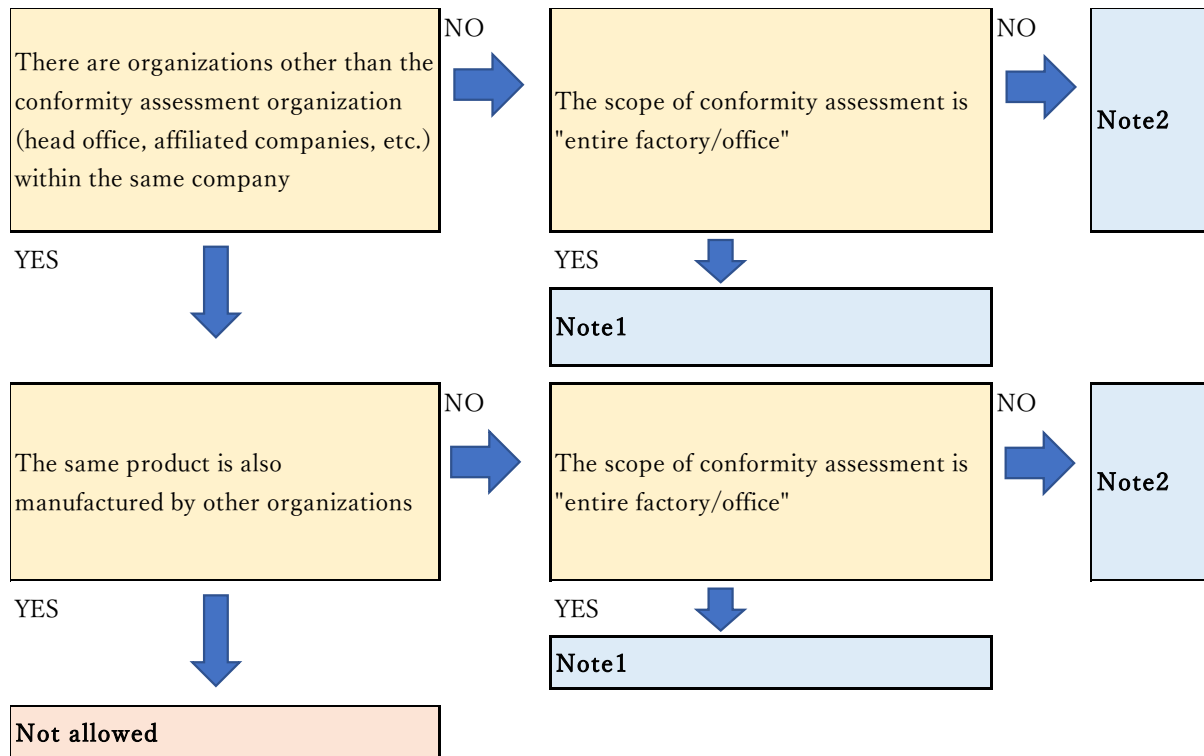 NO
NO
There are organizations other than the
conformity assessment organization
(head office, affiliated companies, etc.)
within the same company
The scope of conformity assessment is
"entire factory/office"
Note2
YES
YES
Note1
NO
NO
The same product is also
manufactured by other organizations
The scope of conformity assessment is
"entire factory/office"
Note2
YES
YES
Note1
Not allowed